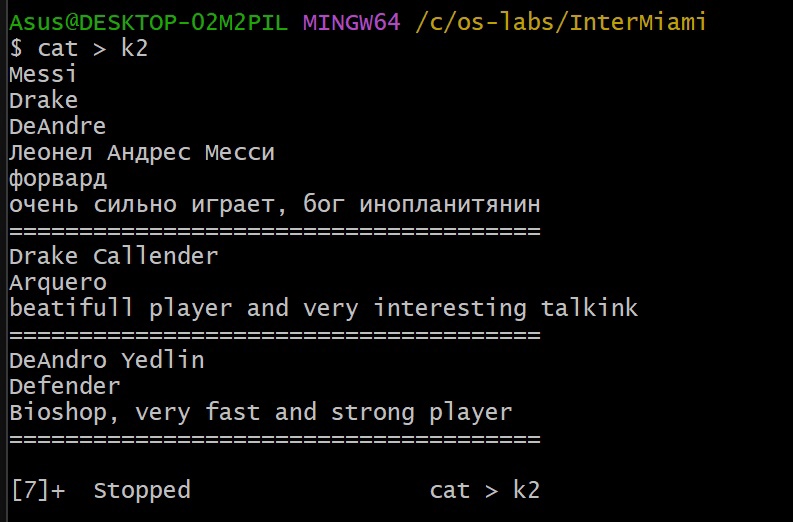 Asus@DESKTOP-O2M2PIL MINGW64 /c/os-labs/InterMiami
$ cat > k2
Messi
Drake
DeAndre
Леонел Андрес Месси
форвард
очень сильно играет, бог инопланитянин
======================================
Drake Callender
Arquero
beatifull player and very interesting talkink
======================================
DeAndro Yedlin
Defender
Bioshop, very fast and strong player
======================================
[7]+  Stopped                 cat > k2